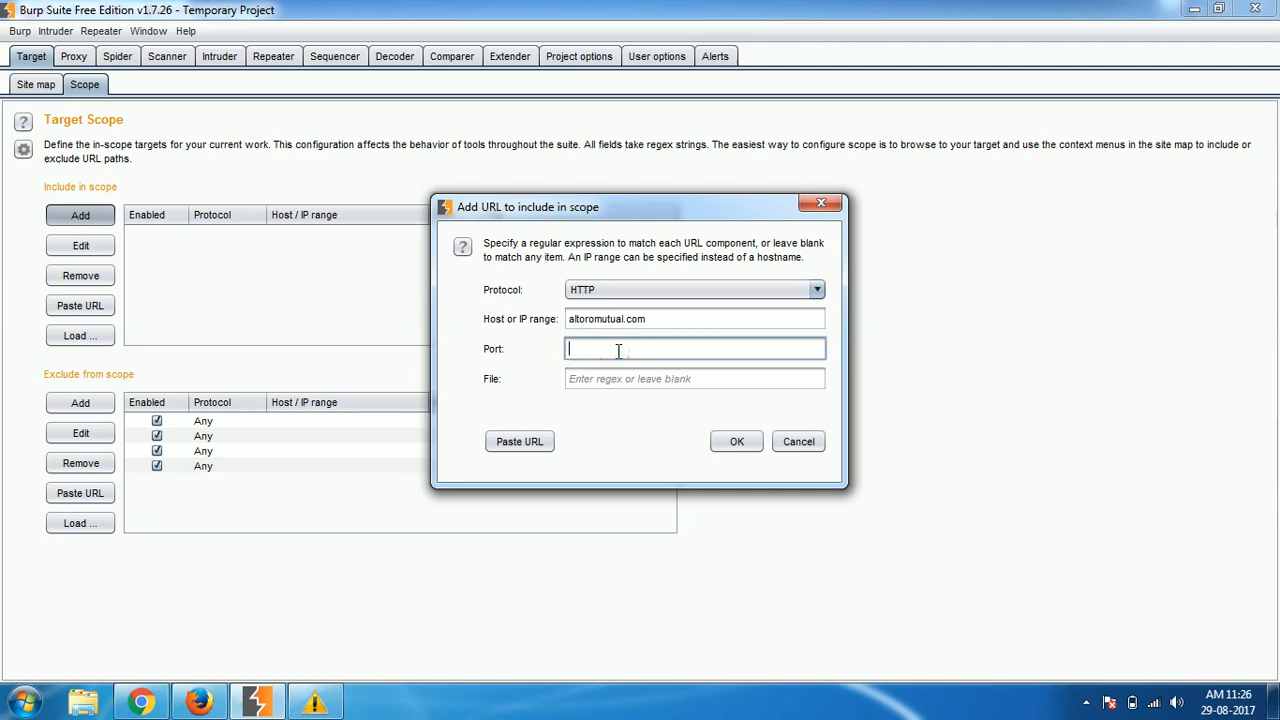 Burp Suite Free Edition v1.7.26 - Temporary Project
Burp Intruder Repeater Window Help
Target Proxy Spider Scanner Intruder Repeater Sequencer Decoder Comparer Extender Project options User options Alerts
Site map Scope
? Target Scope
Define the in-scope targets for your current work. This configuration affects the behavior of tools throughout the suite. All fields take regex strings. The easiest way to configure scope is to browse to your target and use the context menus in the site map to include or
exclude URL paths.
Include in scope
Add Enabled Protocol Host / IP range
Edit
Remove
Paste URL
Load ...
Exclude from scope
Add Enabled Protocol Host / IP range
Any
Edit Any
Any
Remove Any
Paste URL
Load ...
Add URL to include in scope
? Specify a regular expression to match each URL component, or leave blank
to match any item. An IP range can be specified instead of a hostname.
Protocol: HTTP
Host or IP range: altoromutual.com
Port:
File: Enter regex or leave blank
Paste URL OK Cancel
AM 11:26
29-08-2017